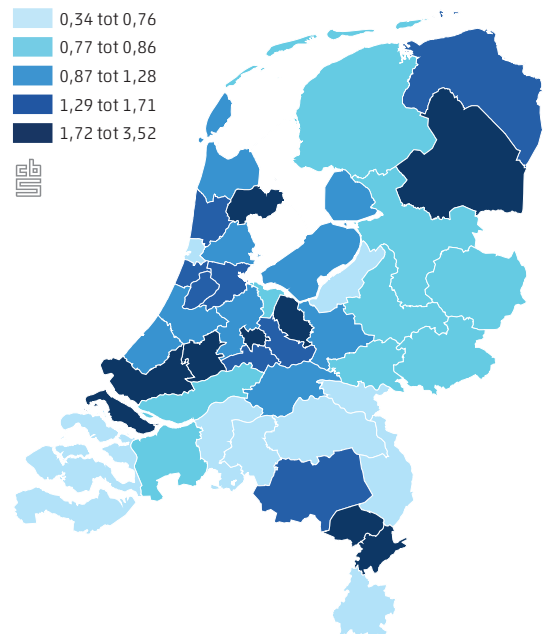 0,34 tot 0,76
0,77 tot 0,86
0,87 tot 1,28
1,29 tot 1,71
1,72 tot 3,52
cbs